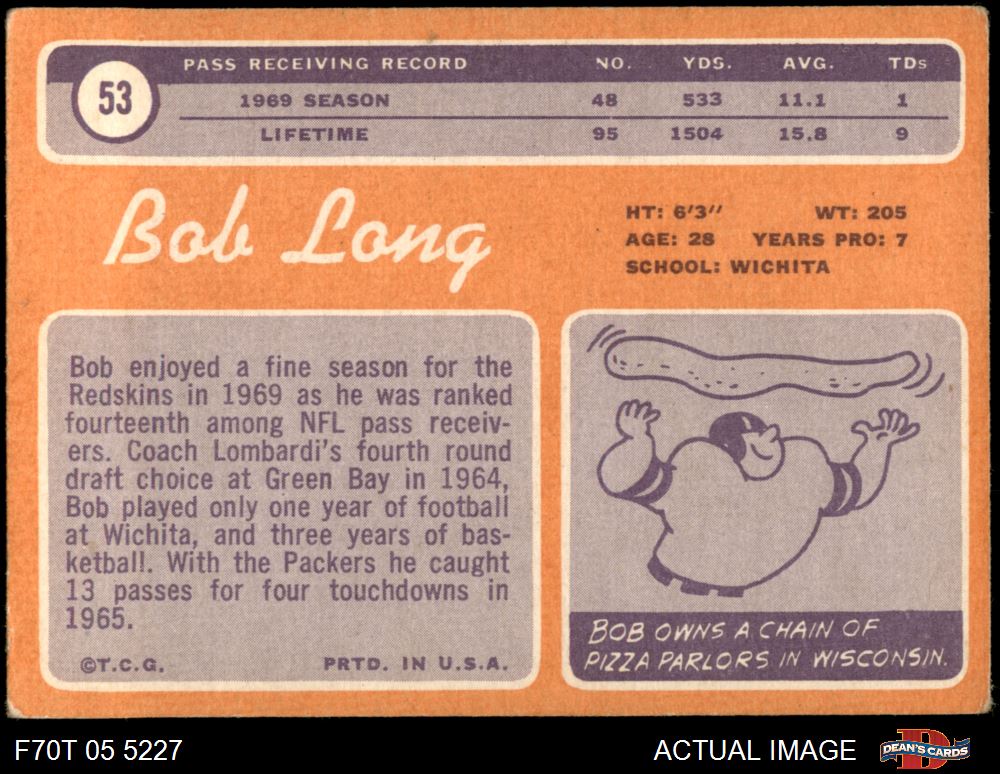 53
PASS RECEIVING RECORD NO. YDS. AVG. TDs
1969 SEASON 48 533 11.1 1
LIFETIME 95 1504 15.8 9
Bob Long
HT: 6'3" WT: 205
AGE: 28 YEARS PRO: 7
SCHOOL: WICHITA
Bob enjoyed a fine season for the
Redskins in 1969 as he was ranked
fourteenth among NFL pass receiv-
ers. Coach Lombardi's fourth round
draft choice at Green Bay in 1964,
Bob played only one year of football
at Wichita, and three years of bas-
ketball. With the Packers he caught
13 passes for four touchdowns in
1965.
©T.C.G. PRTD. IN U.S.A.
BOB OWNS A CHAIN OF
PIZZA PARLORS IN WISCONSIN.
F70T 05 5227 ACTUAL IMAGE DEAN'S CARDS